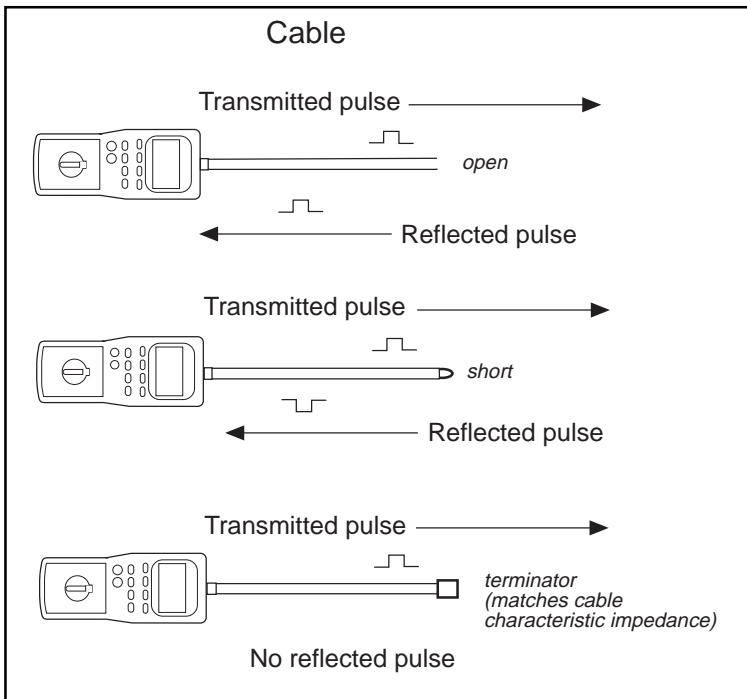 Cable
Transmitted pulse
open
Reflected pulse
Transmitted pulse
short
Reflected pulse
Transmitted pulse
terminator
(matches cable
characteristic impedance)
No reflected pulse